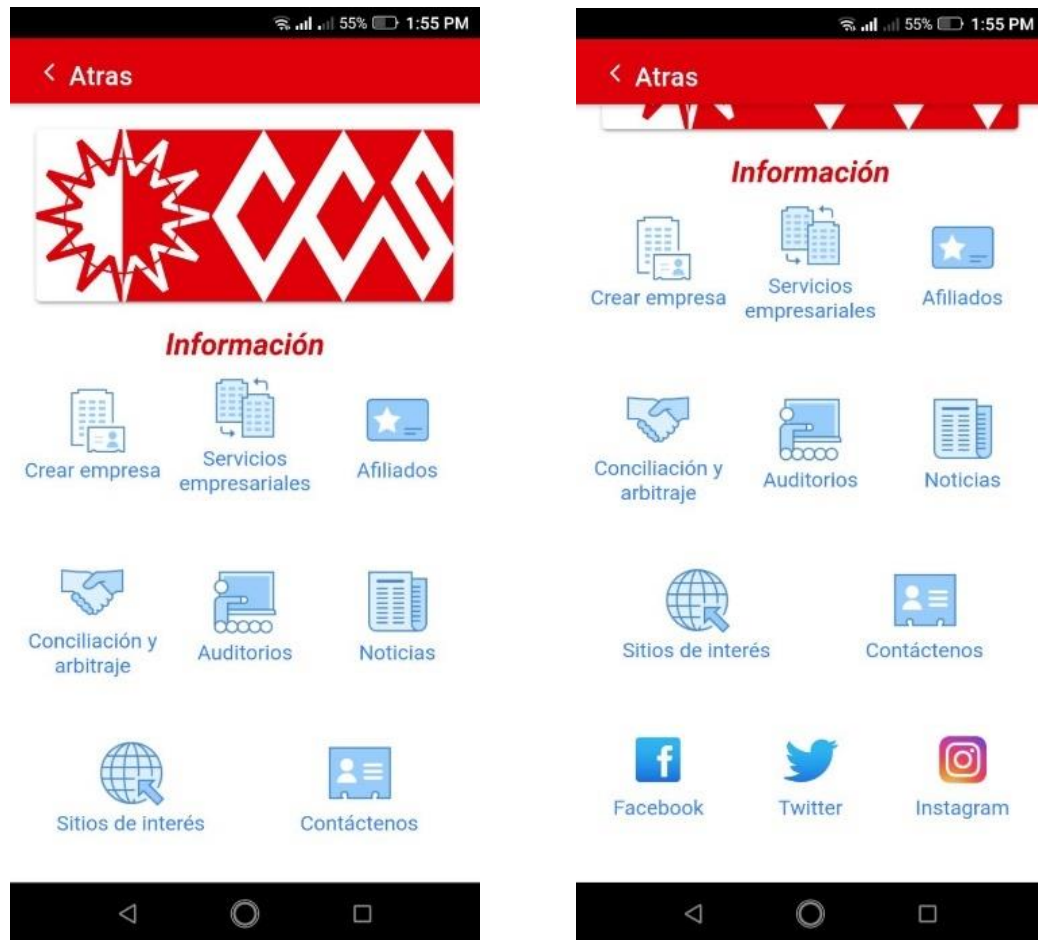 55% 1:55 PM
< Atras
CCS
Información
Crear empresa
Servicios
empresariales
Afiliados
Conciliación y
arbitraje
Auditorios
Noticias
Sitios de interés
Contáctenos
55% 1:55 PM
< Atras
Información
Crear empresa
Servicios
empresariales
Afiliados
Conciliación y
arbitraje
Auditorios
Noticias
Sitios de interés
Contáctenos
Facebook
Twitter
Instagram